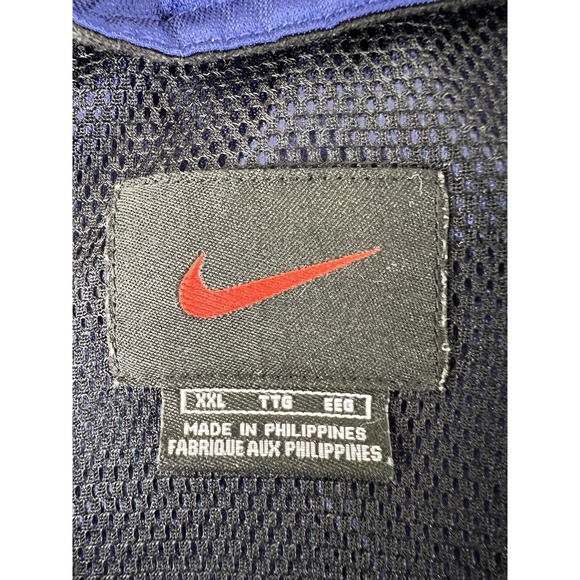 XXL TTG EEG
MADE IN PHILIPPINES
FABRIQUE AUX PHILIPPINES